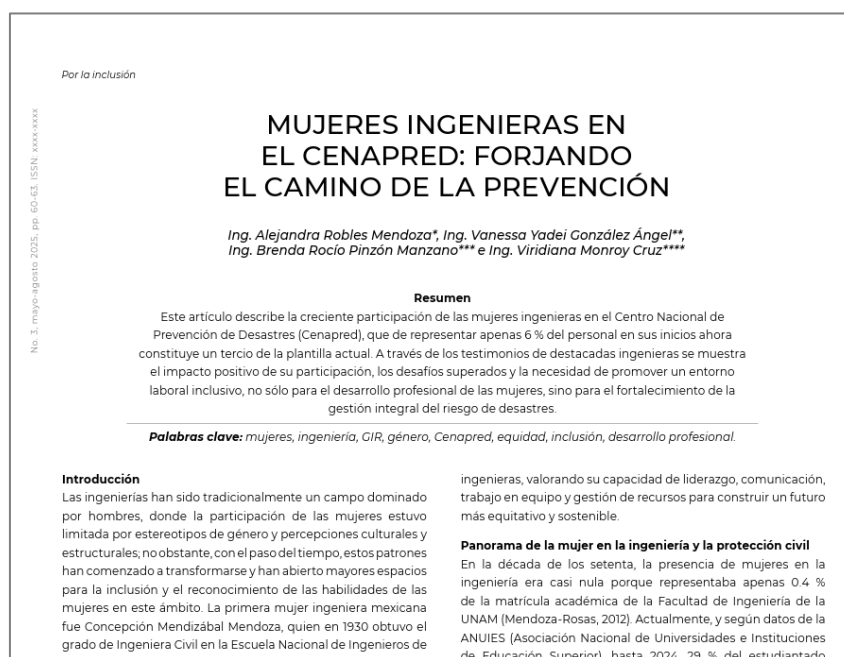 Por la inclusión
No. 3, mayo-agosto 2025, pp. 60-63, ISSN: xxxx-xxxx
MUJERES INGENIERAS EN
EL CENAPRED: FORJANDO
EL CAMINO DE LA PREVENCIÓN
Ing. Alejandra Robles Mendoza*, Ing. Vanessa Yadei González Ángel**,
Ing. Brenda Rocío Pinzón Manzano*** e Ing. Viridiana Monroy Cruz****
Resumen
Este artículo describe la creciente participación de las mujeres ingenieras en el Centro Nacional de
Prevención de Desastres (Cenapred), que de representar apenas 6 % del personal en sus inicios ahora
constituye un tercio de la plantilla actual. A través de los testimonios de destacadas ingenieras se muestra
el impacto positivo de su participación, los desafíos superados y la necesidad de promover un entorno
laboral inclusivo, no sólo para el desarrollo profesional de las mujeres, sino para el fortalecimiento de la
gestión integral del riesgo de desastres.
Palabras clave: mujeres, ingeniería, GIR, género, Cenapred, equidad, inclusión, desarrollo profesional.
Introducción
Las ingenierías han sido tradicionalmente un campo dominado
por hombres, donde la participación de las mujeres estuvo
limitada por estereotipos de género y percepciones culturales y
estructurales; no obstante, con el paso del tiempo, estos patrones
han comenzado a transformarse y han abierto mayores espacios
para la inclusión y el reconocimiento de las habilidades de las
mujeres en este ámbito. La primera mujer ingeniera mexicana
fue Concepción Mendizábal Mendoza, quien en 1930 obtuvo el
grado de Ingeniera Civil en la Escuela Nacional de Ingenieros de
ingenieras, valorando su capacidad de liderazgo, comunicación,
trabajo en equipo y gestión de recursos para construir un futuro
más equitativo y sostenible.
Panorama de la mujer en la ingeniería y la protección civil
En la década de los setenta, la presencia de mujeres en la
ingeniería era casi nula porque representaba apenas 0.4 %
de la matrícula académica de la Facultad de Ingeniería de la
UNAM (Mendoza-Rosas, 2012). Actualmente, y según datos de la
ANUIES (Asociación Nacional de Universidades e Instituciones
de Educación Superior), hasta 2024, 29 % del estudiantado